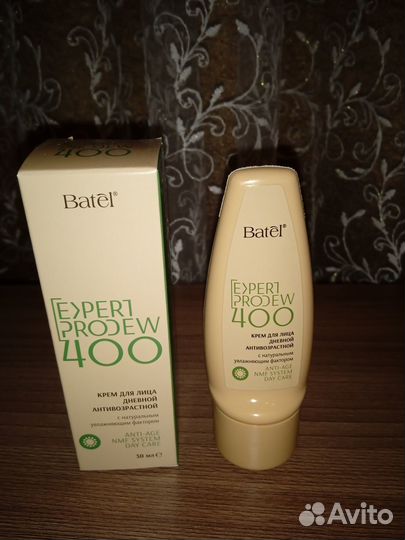 Batel®
EXPERT
PRODEW
400
КРЕМ ДЛЯ ЛИЦА
ДНЕВНОЙ
АНТИВОЗРАСТНОЙ
с натуральным
увлажняющим фактором
ANTI-AGE
NMF SYSTEM
DAY CARE
50 мл ℮
Batel®
EXPERT
PRODEW
400
КРЕМ ДЛЯ ЛИЦА
ДНЕВНОЙ
АНТИВОЗРАСТНОЙ
с натуральным
увлажняющим фактором
ANTI-AGE
NMF SYSTEM
DAY CARE
Avito